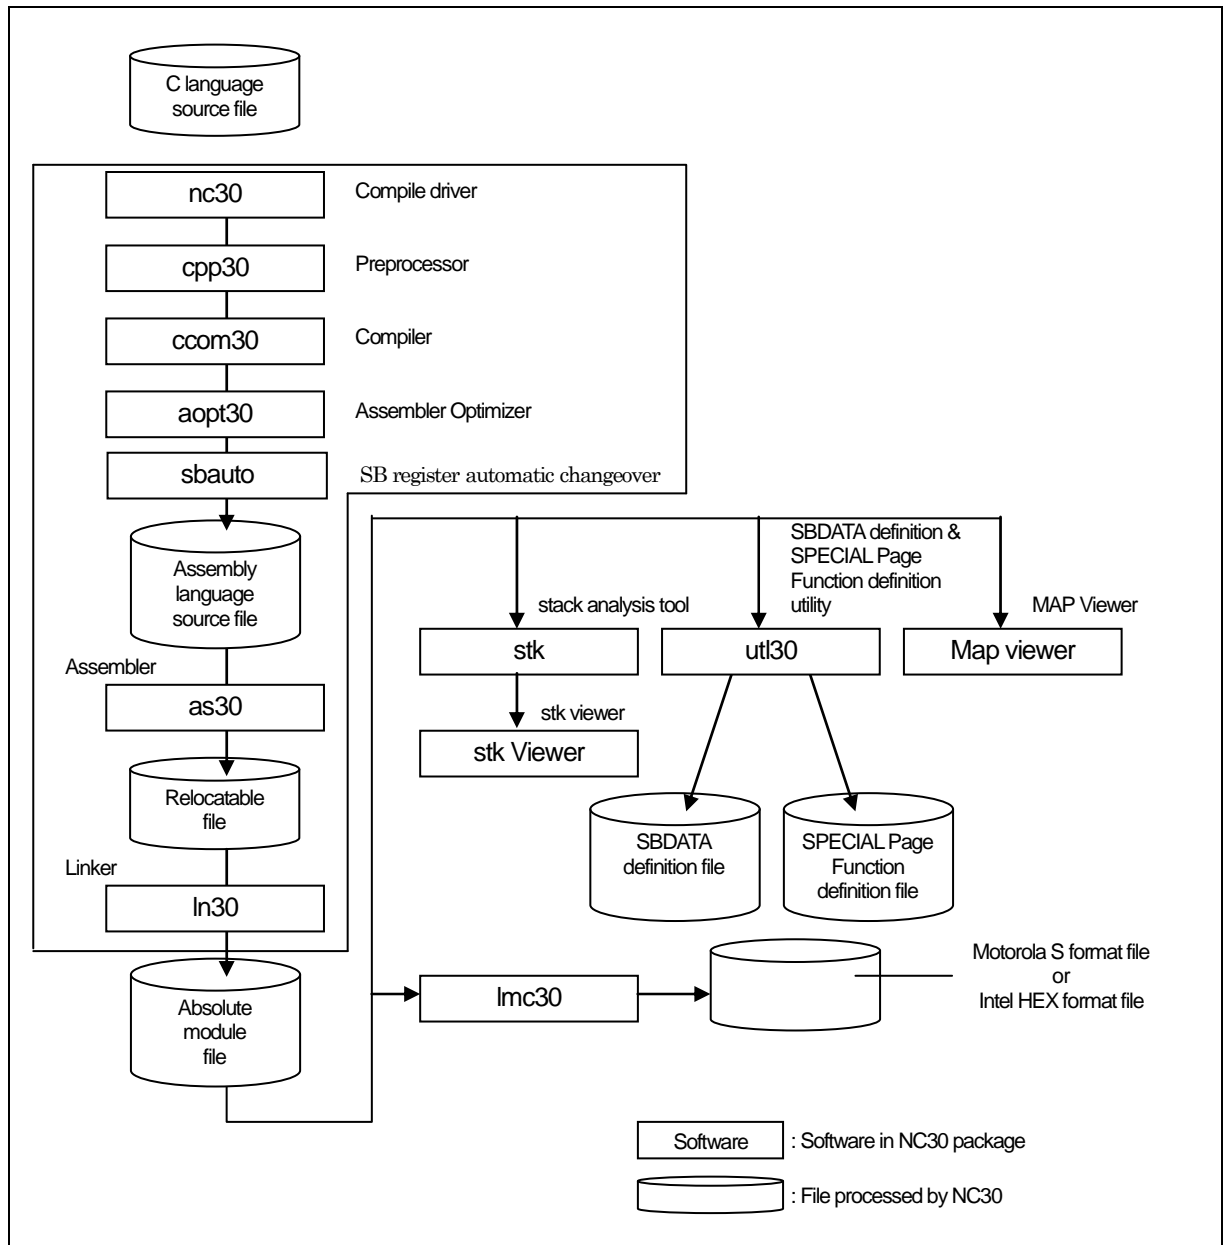 C language
source file
nc30
Compile driver
cpp30
Preprocessor
ccom30
Compiler
aopt30
Assembler Optimizer
sbauto
SB register automatic changeover
Assembly
language
source file
Assembler
as30
Relocatable
file
Linker
ln30
Absolute
module
file
stack analysis tool
stk
stk viewer
stk Viewer
SBDATA definition &
SPECIAL Page
Function definition
utility
utl30
MAP Viewer
Map viewer
SBDATA
definition file
SPECIAL Page
Function
definition file
lmc30
Motorola S format file
or
Intel HEX format file
Software
: Software in NC30 package
: File processed by NC30